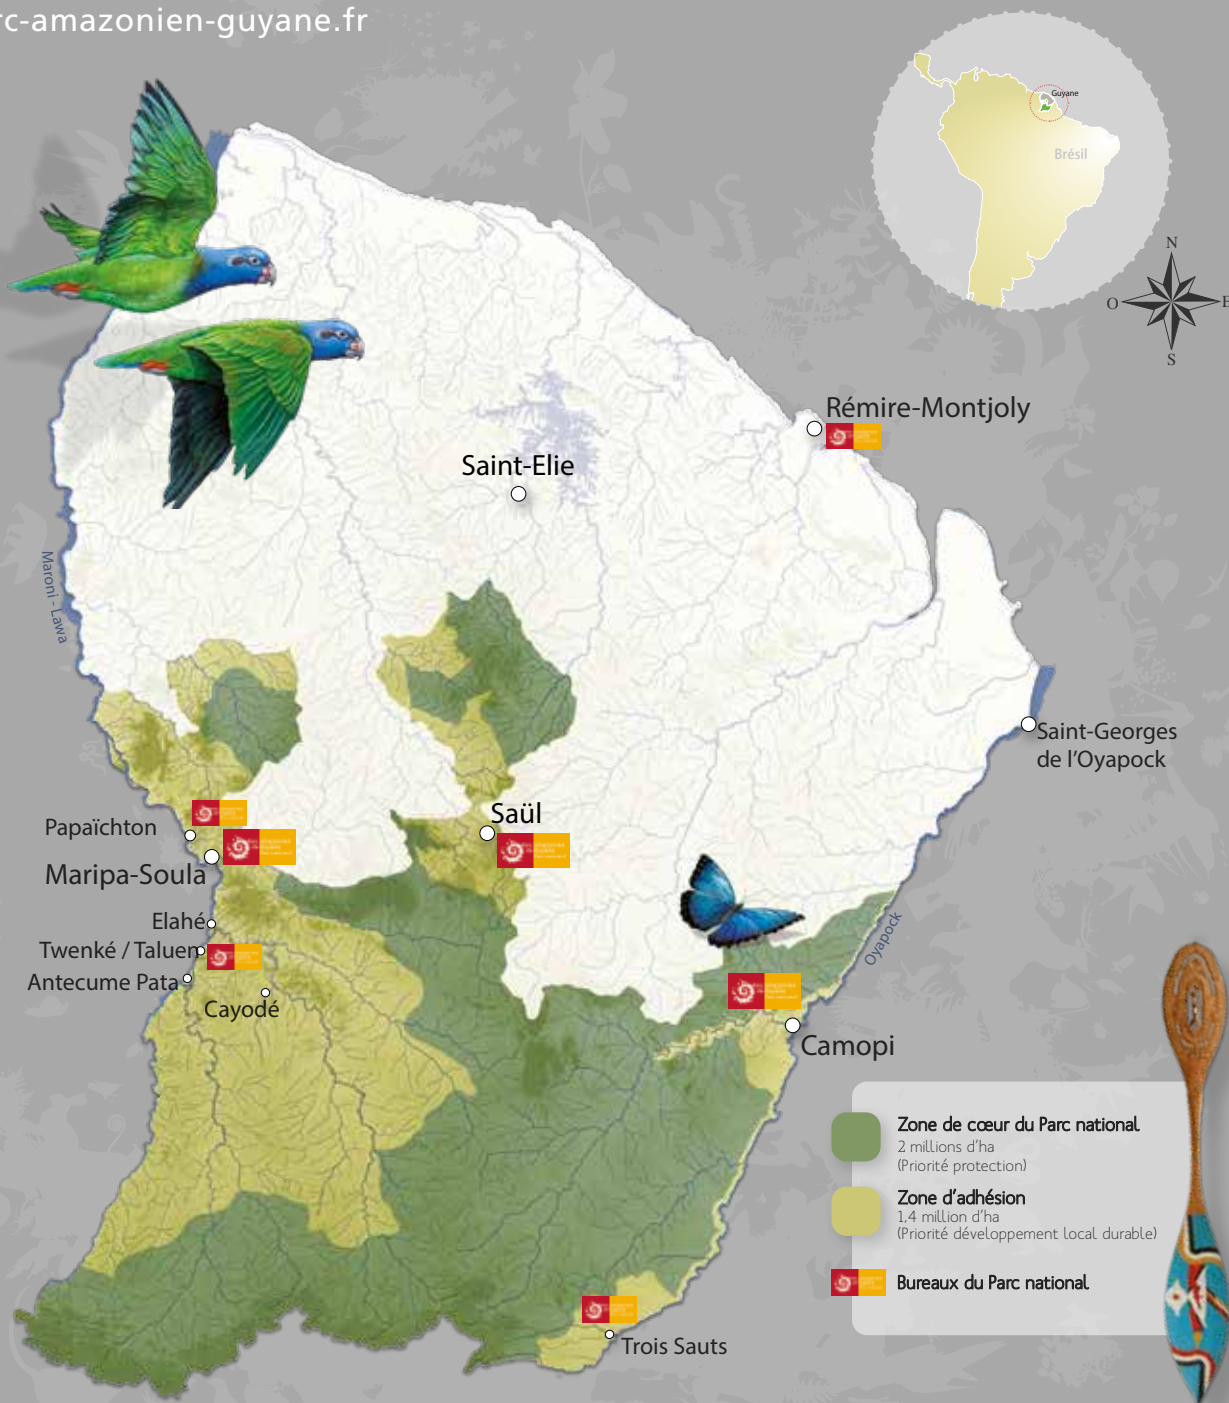 rc-amazonien-guyane.fr
Guyane
Brésil
N
O
E
S
Rémire-Montjoly
Saint-Elie
Maroni - Lawa
Saint-Georges
de l'Oyapock
Papaïchton
Saül
Maripa-Soula
Elahé
Twenké / Taluen
Antecume Pata
Cayodé
Oyapock
Camopi
Zone de cœur du Parc national
2 millions d'ha
(Priorité protection)
Zone d'adhésion
1,4 million d'ha
(Priorité développement local durable)
Bureaux du Parc national
Trois Sauts